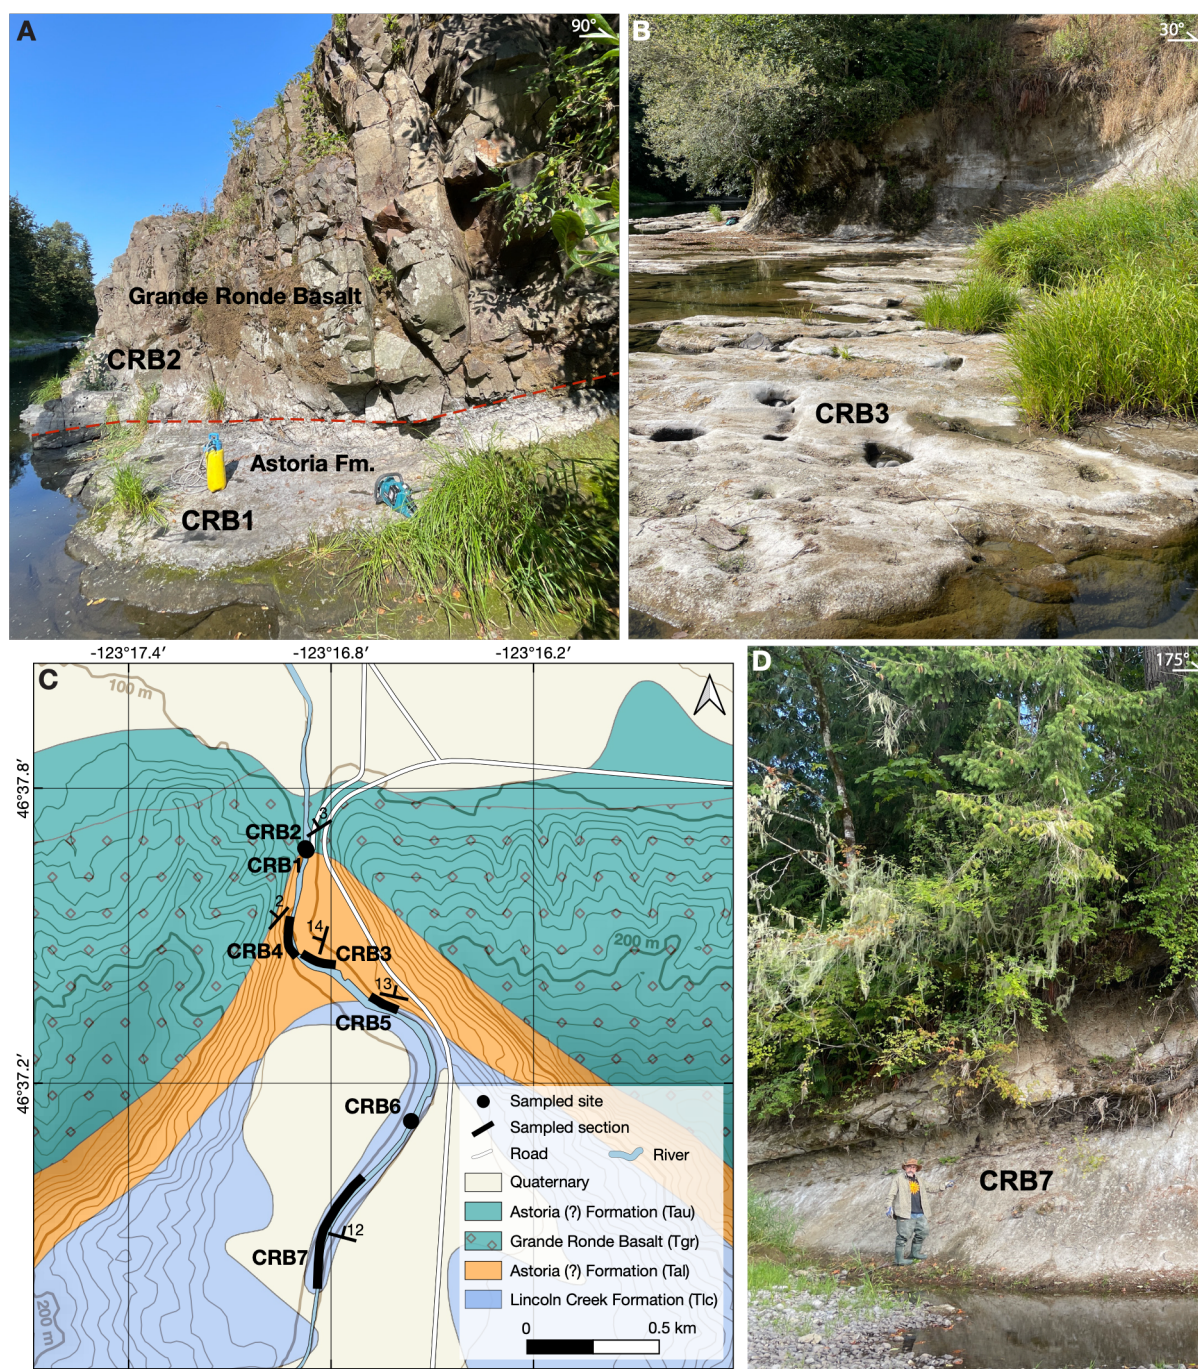 A
90°
Grande Ronde Basalt
CRB2
Astoria Fm.
CRB1
B
30°
CRB3
-123°17.4'
-123°16.8'
-123°16.2'
C
100 m
46°37.8'
3
CRB2
CRB1
2
14
CRB4
CRB3
200 m
13
CRB5
46°37.2'
CRB6
12
CRB7
200 m
Sampled site
Sampled section
Road
River
Quaternary
Astoria (?) Formation (Tau)
Grande Ronde Basalt (Tgr)
Astoria (?) Formation (Tal)
Lincoln Creek Formation (Tlc)
0
0.5 km
D
175°
CRB7